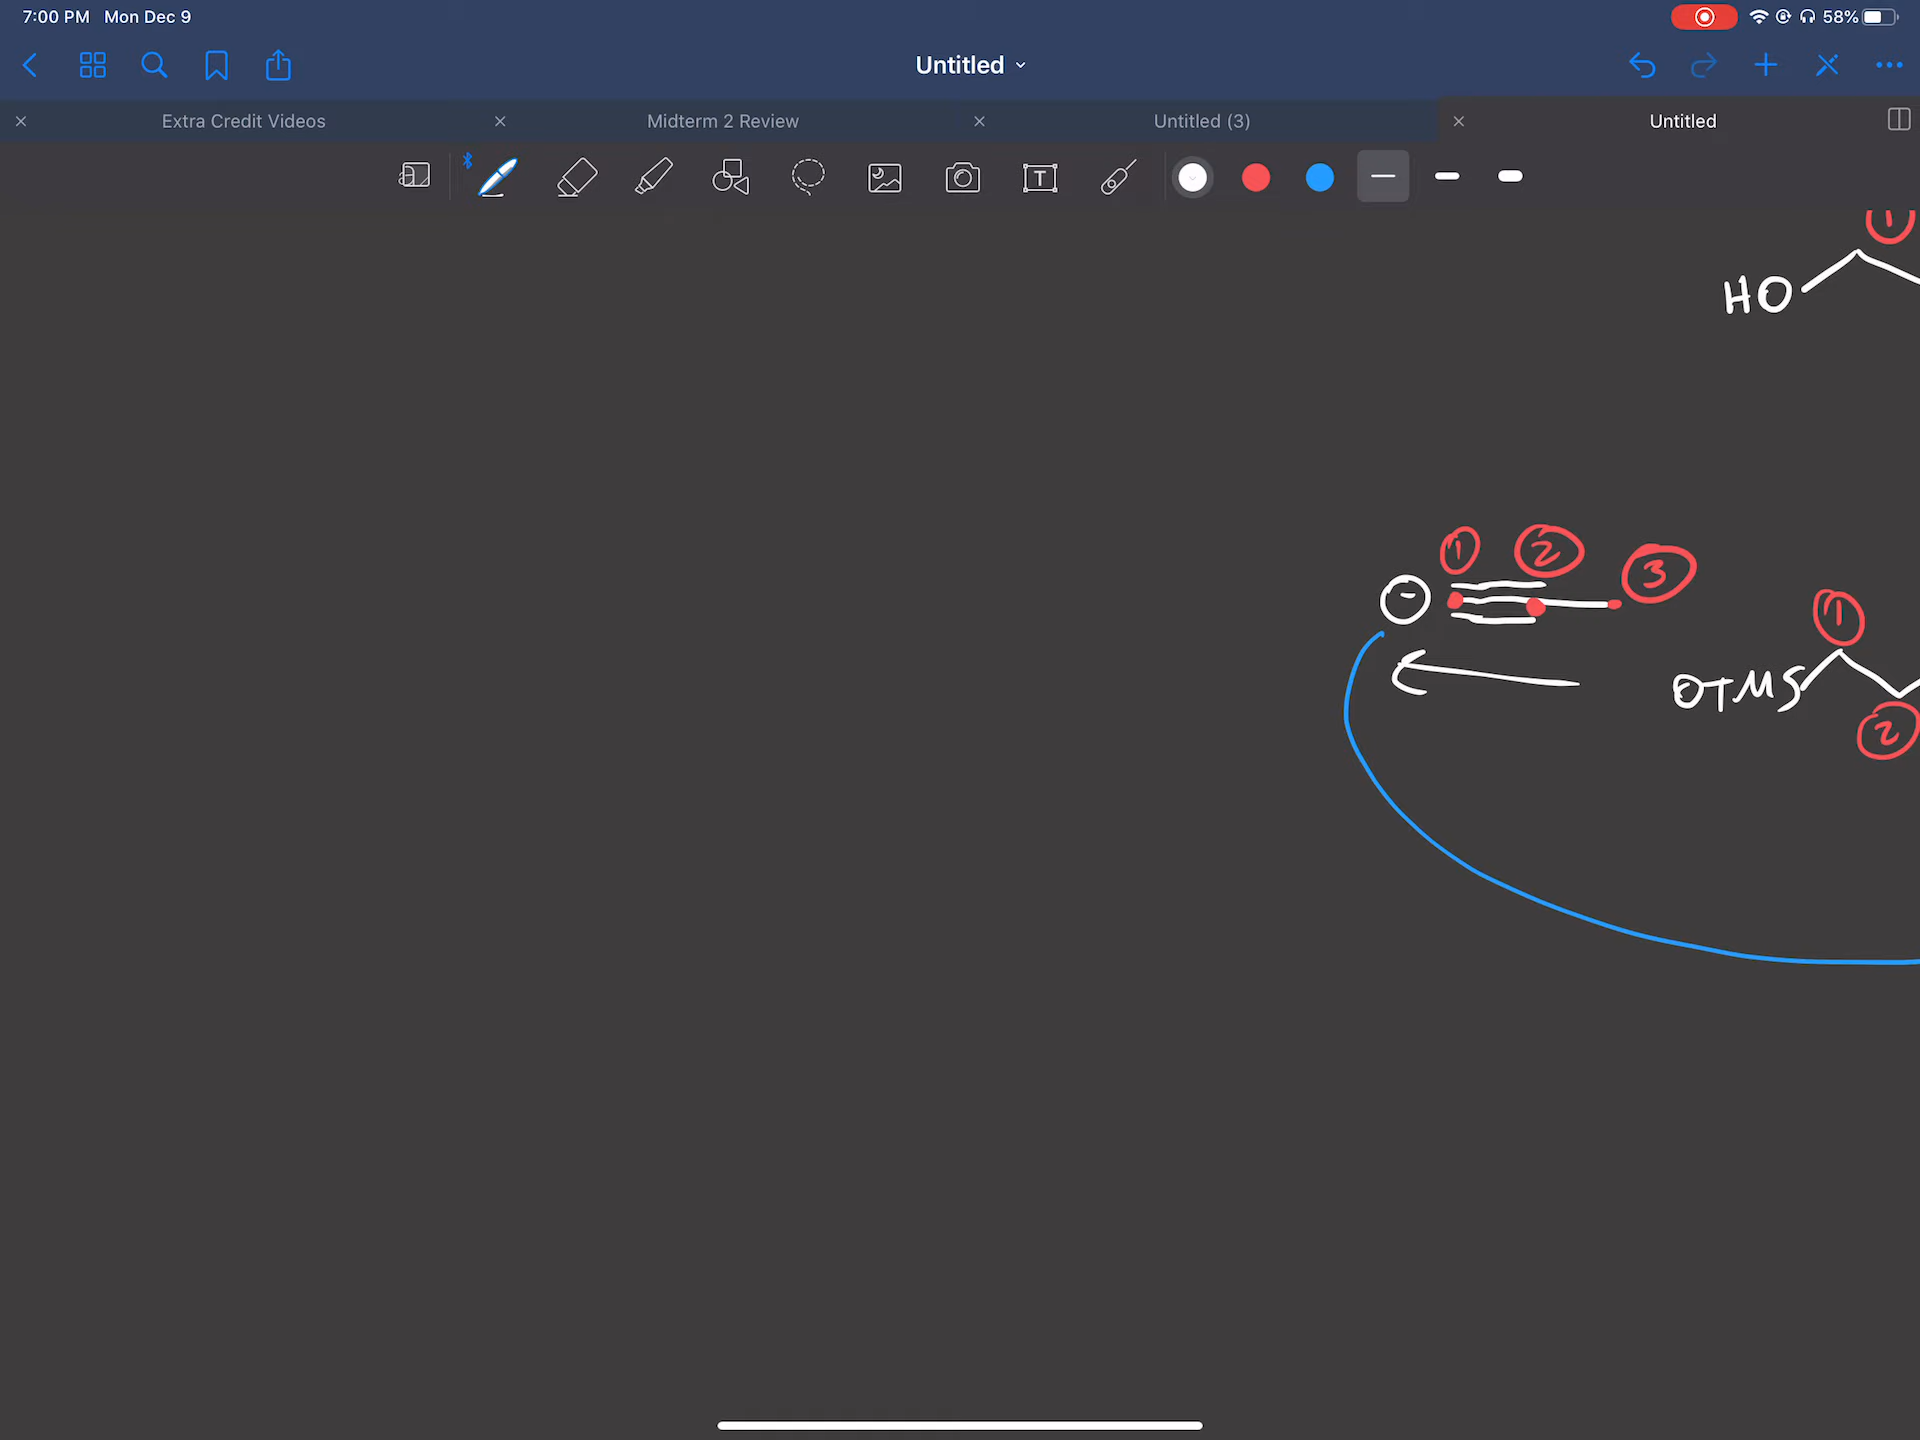 7:00 PM Mon Dec 9
58%
Untitled
Extra Credit Videos
Midterm 2 Review
Untitled (3)
Untitled
T
1
HO
1 2 3
-
1
OTMS
2